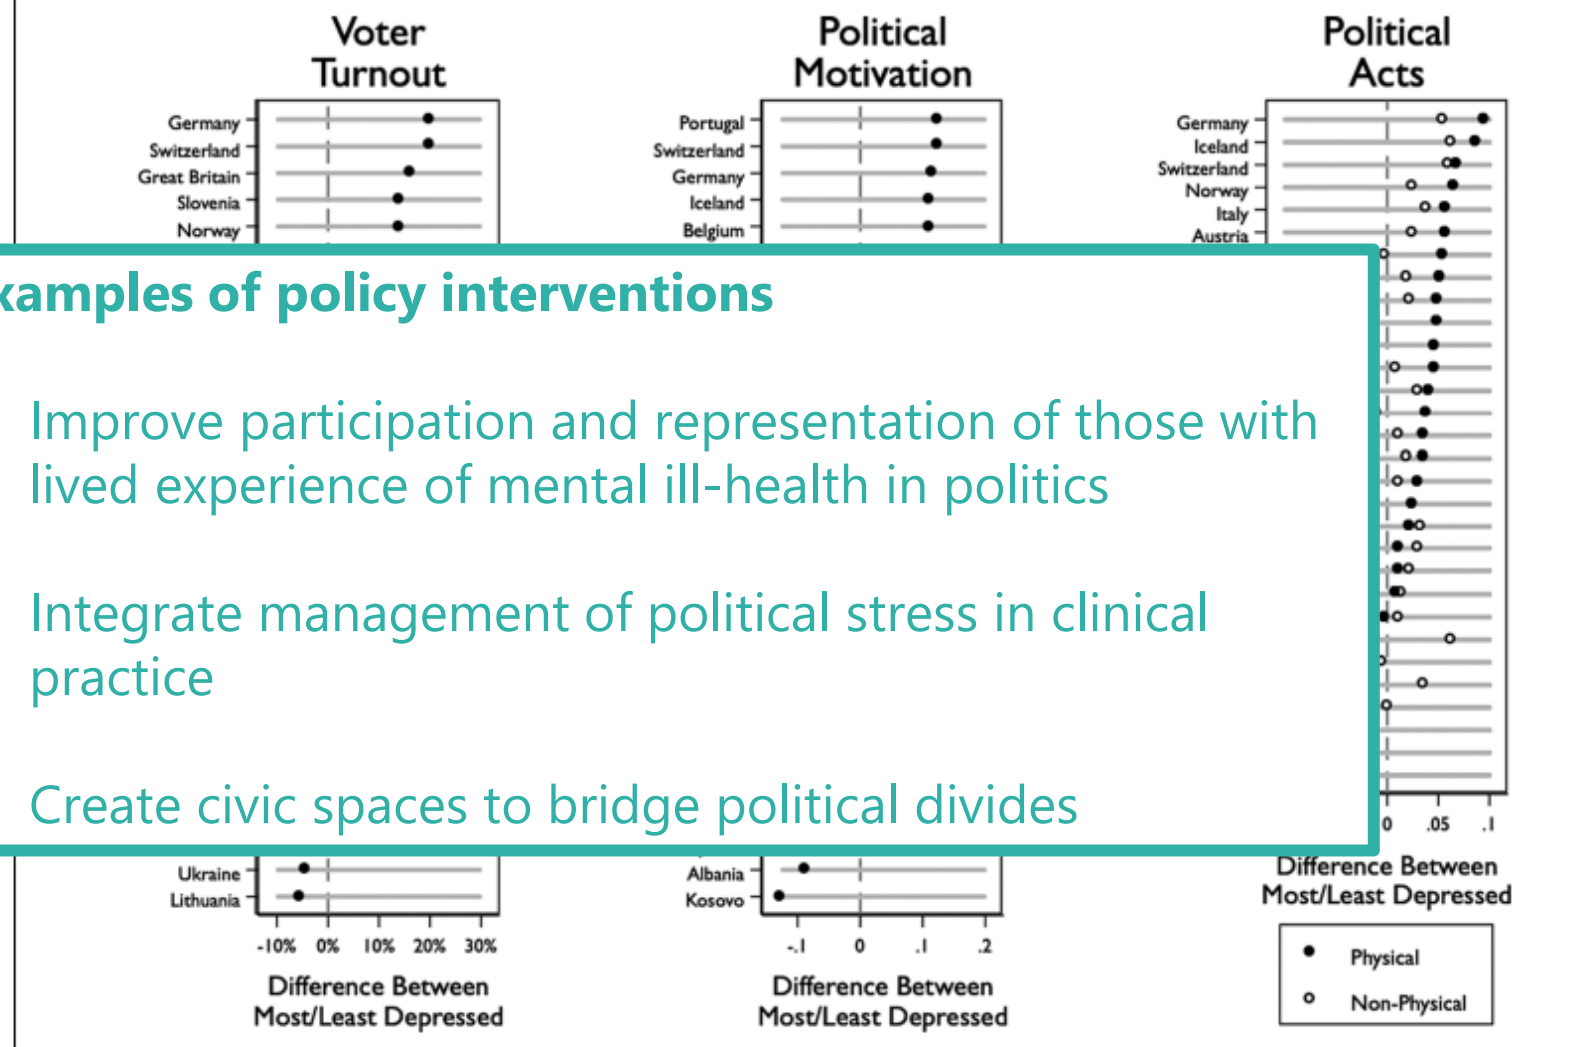 Voter
Turnout
Germany
Switzerland
Great Britain
Slovenia
Norway
Political
Motivation
Portugal
Switzerland
Germany
Iceland
Belgium
Political
Acts
Germany
Iceland
Switzerland
Norway
Italy
Austria
xamples of policy interventions
Improve participation and representation of those with
lived experience of mental ill-health in politics
Integrate management of political stress in clinical
practice
Create civic spaces to bridge political divides
Ukraine
Lithuania
-10% 0% 10% 20% 30%
Difference Between
Most/Least Depressed
Albania
Kosovo
-.1 0 .1 .2
Difference Between
Most/Least Depressed
0 .05 .1
Difference Between
Most/Least Depressed
Physical
Non-Physical